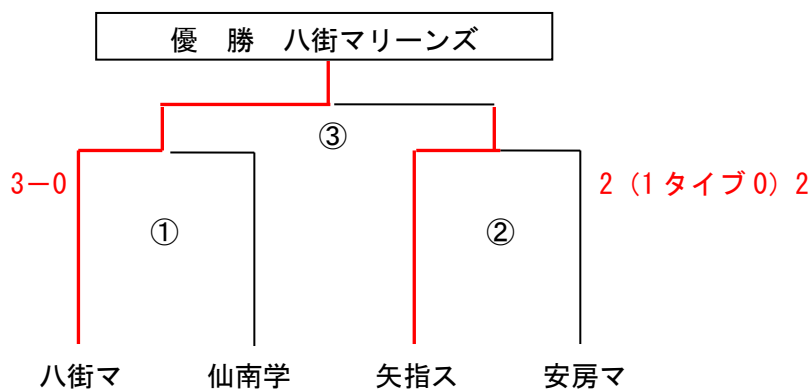 優　勝　八街マリーンズ
③
3－0
2（1タイブ0）2
①
②
八街マ
仙南学
矢指ス
安房マ